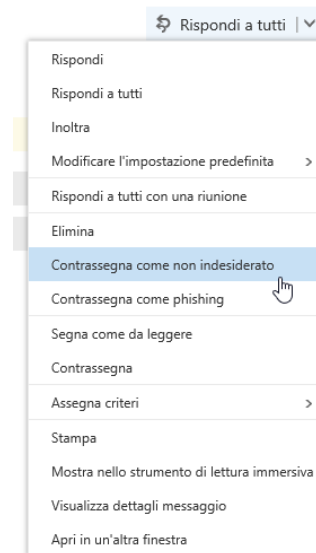 Rispondi a tutti
Rispondi
Rispondi a tutti
Inoltra
Modificare l'impostazione predefinita
Rispondi a tutti con una riunione
Elimina
Contrassegna come non indesiderato
Contrassegna come phishing
Segna come da leggere
Contrassegna
Assegna criteri
Stampa
Mostra nello strumento di lettura immersiva
Visualizza dettagli messaggio
Apri in un'altra finestra